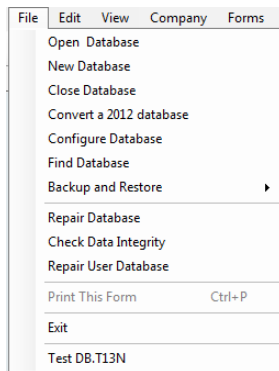 File Edit View Company Forms
Open Database
New Database
Close Database
Convert a 2012 database
Configure Database
Find Database
Backup and Restore
Repair Database
Check Data Integrity
Repair User Database
Print This Form Ctrl+P
Exit
Test DB.T13N